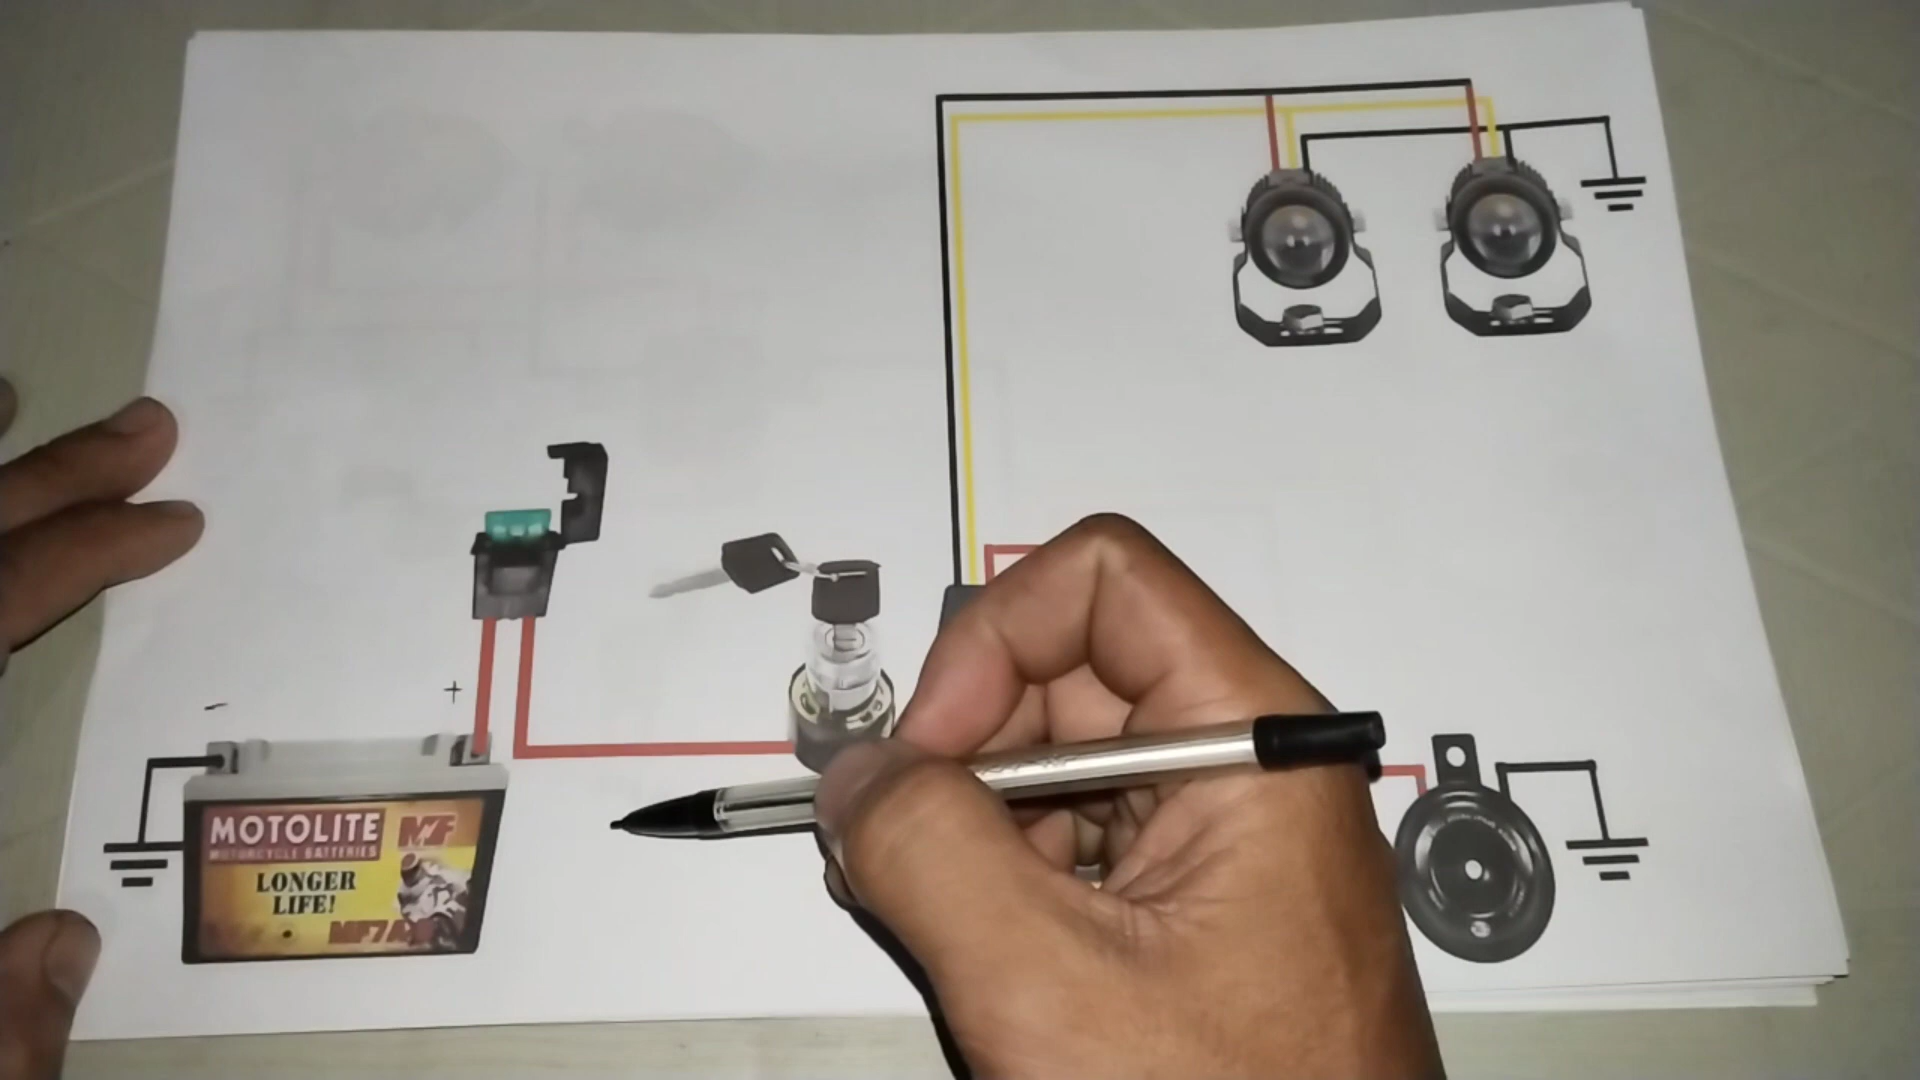 -
+
MOTOLITE MF
MOTORCYCLE BATTERIES
LONGER
LIFE!